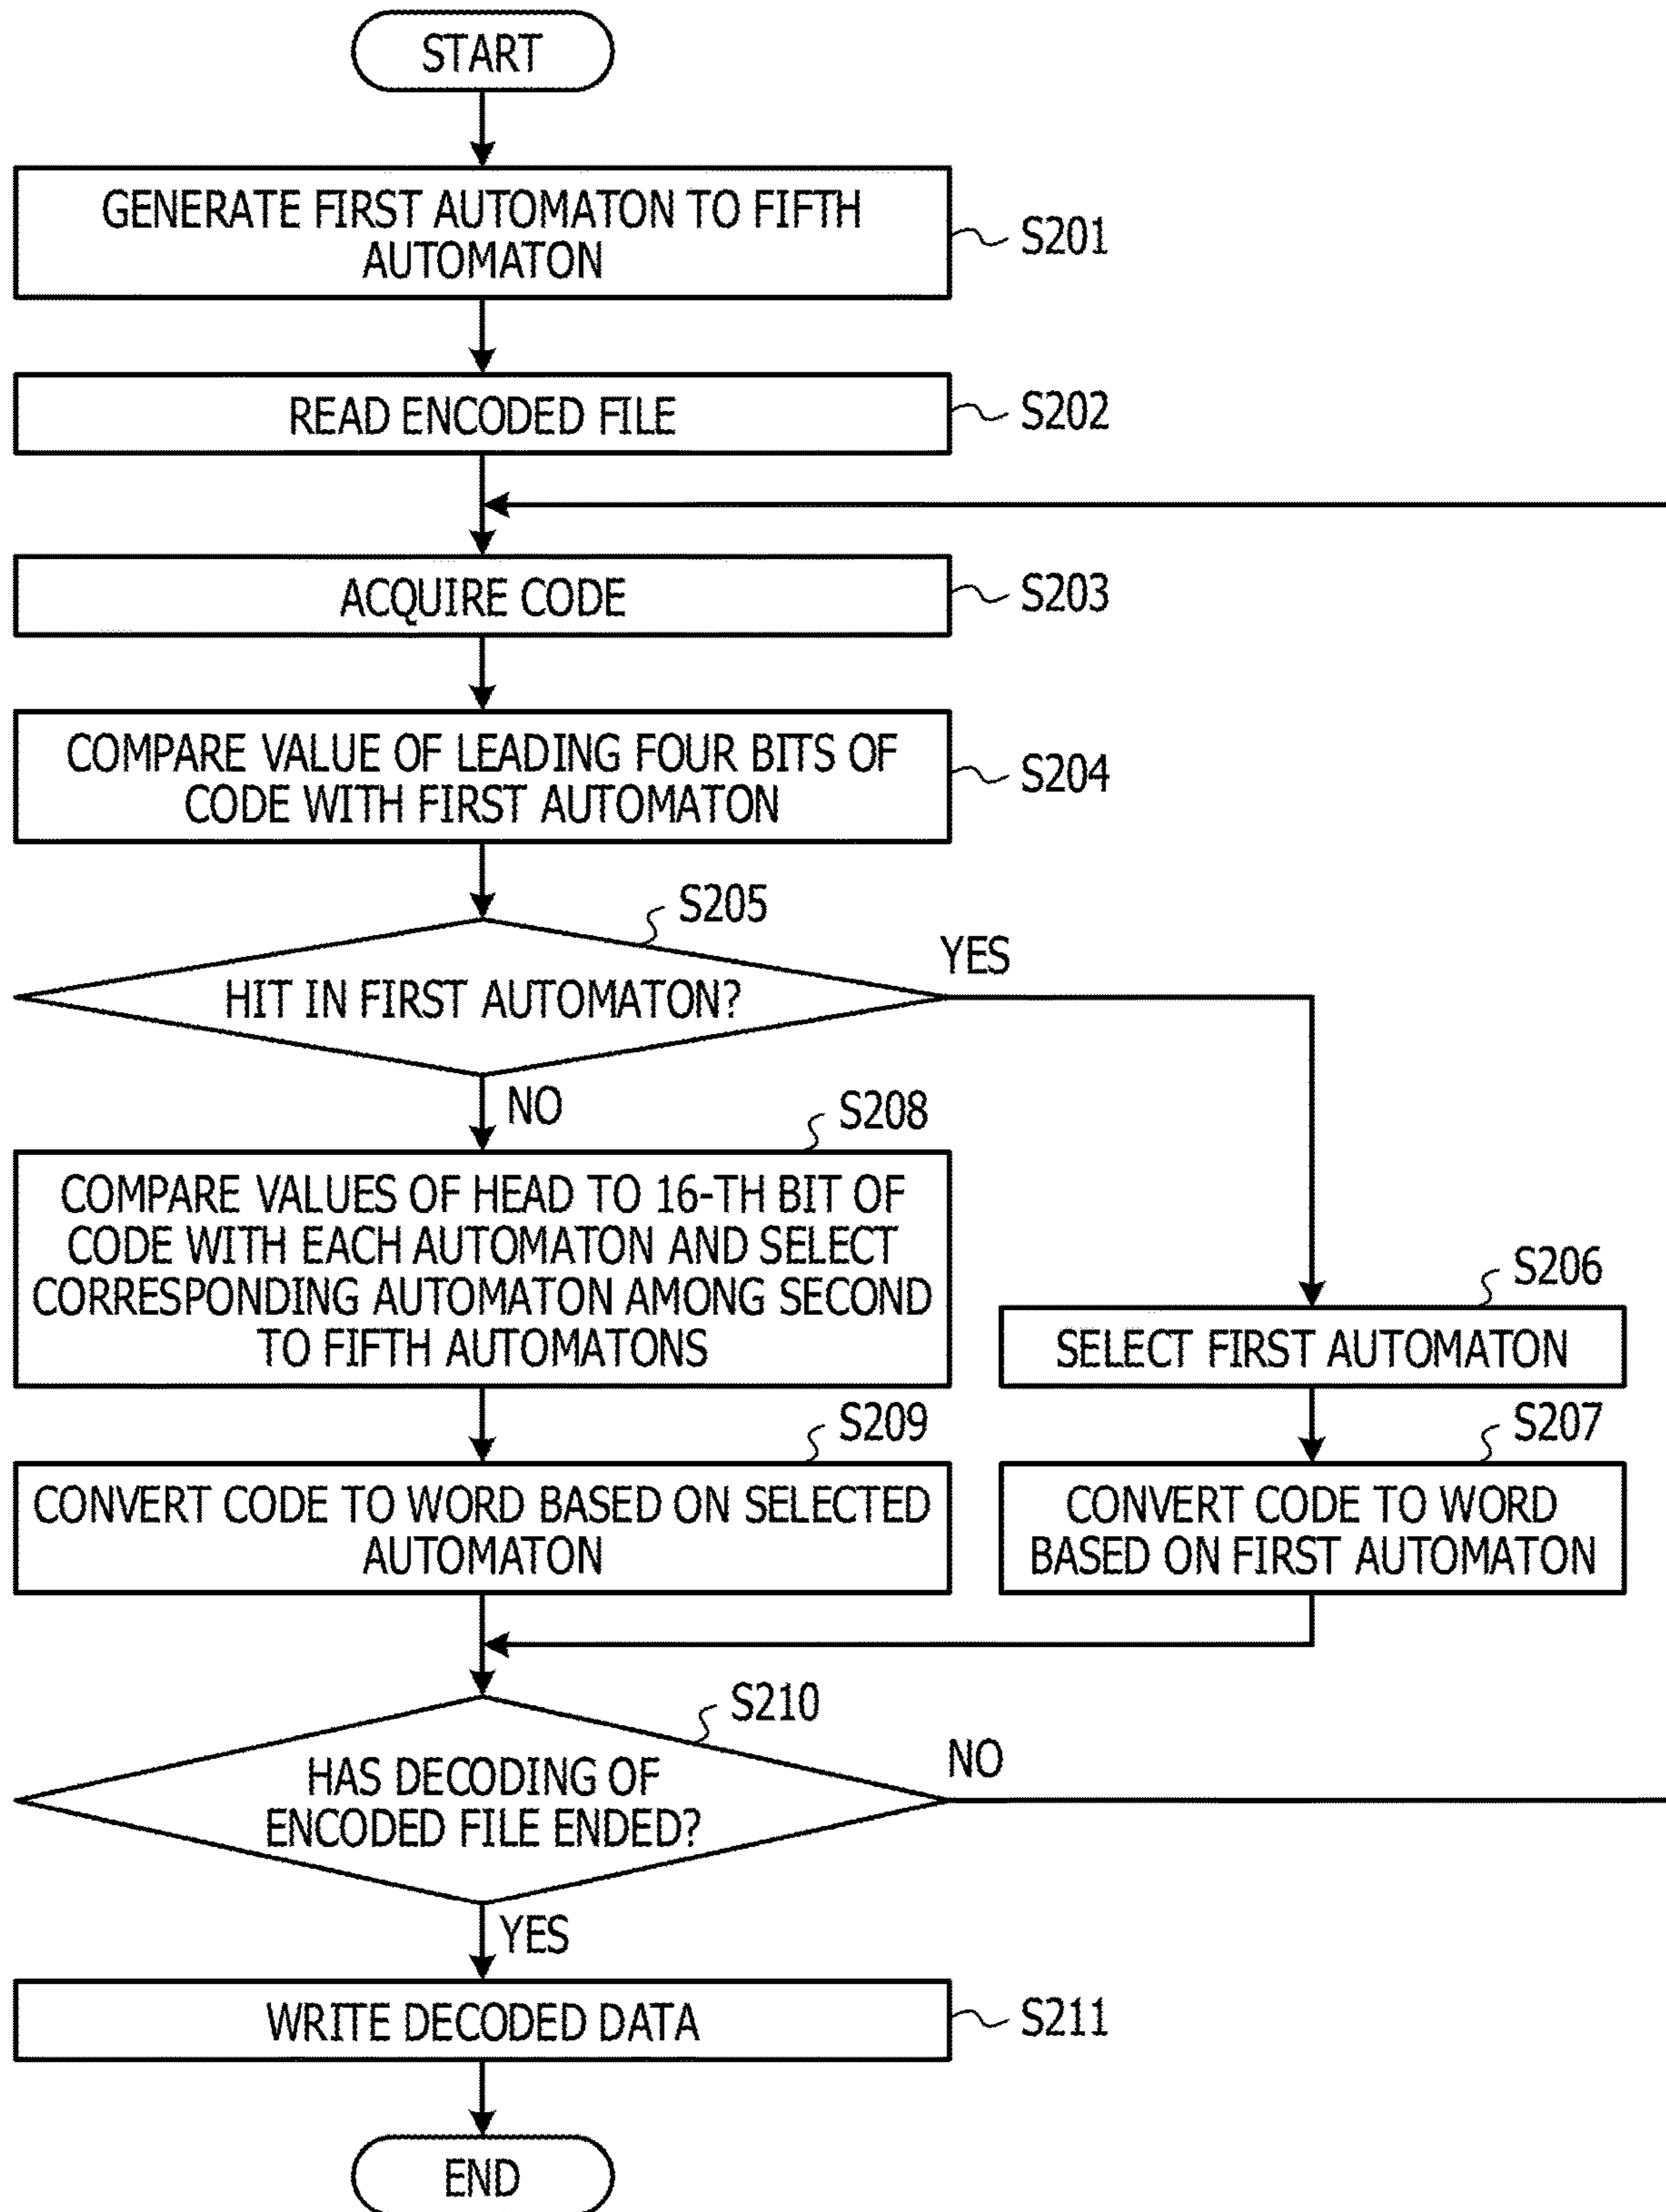 START
GENERATE FIRST AUTOMATON TO FIFTH
AUTOMATON
S201
READ ENCODED FILE
S202
ACQUIRE CODE
S203
COMPARE VALUE OF LEADING FOUR BITS OF
CODE WITH FIRST AUTOMATON
S204
S205
HIT IN FIRST AUTOMATON?
YES
NO
S208
COMPARE VALUES OF HEAD TO 16-TH BIT OF
CODE WITH EACH AUTOMATON AND SELECT
CORRESPONDING AUTOMATON AMONG SECOND
TO FIFTH AUTOMATONS
S206
SELECT FIRST AUTOMATON
S209
CONVERT CODE TO WORD BASED ON SELECTED
AUTOMATON
S207
CONVERT CODE TO WORD
BASED ON FIRST AUTOMATON
S210
HAS DECODING OF
ENCODED FILE ENDED?
NO
YES
WRITE DECODED DATA
S211
END